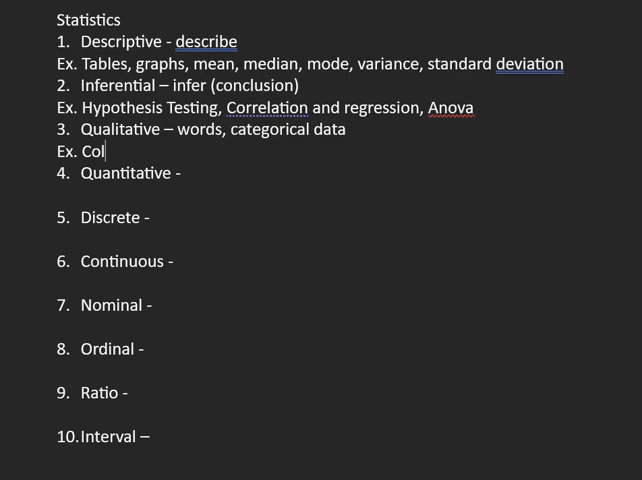 Statistics
1. Descriptive - describe
Ex. Tables, graphs, mean, median, mode, variance, standard deviation
2. Inferential – infer (conclusion)
Ex. Hypothesis Testing, Correlation and regression, Anova
3. Qualitative – words, categorical data
Ex. Col
4. Quantitative -
5. Discrete -
6. Continuous -
7. Nominal -
8. Ordinal -
9. Ratio -
10. Interval –